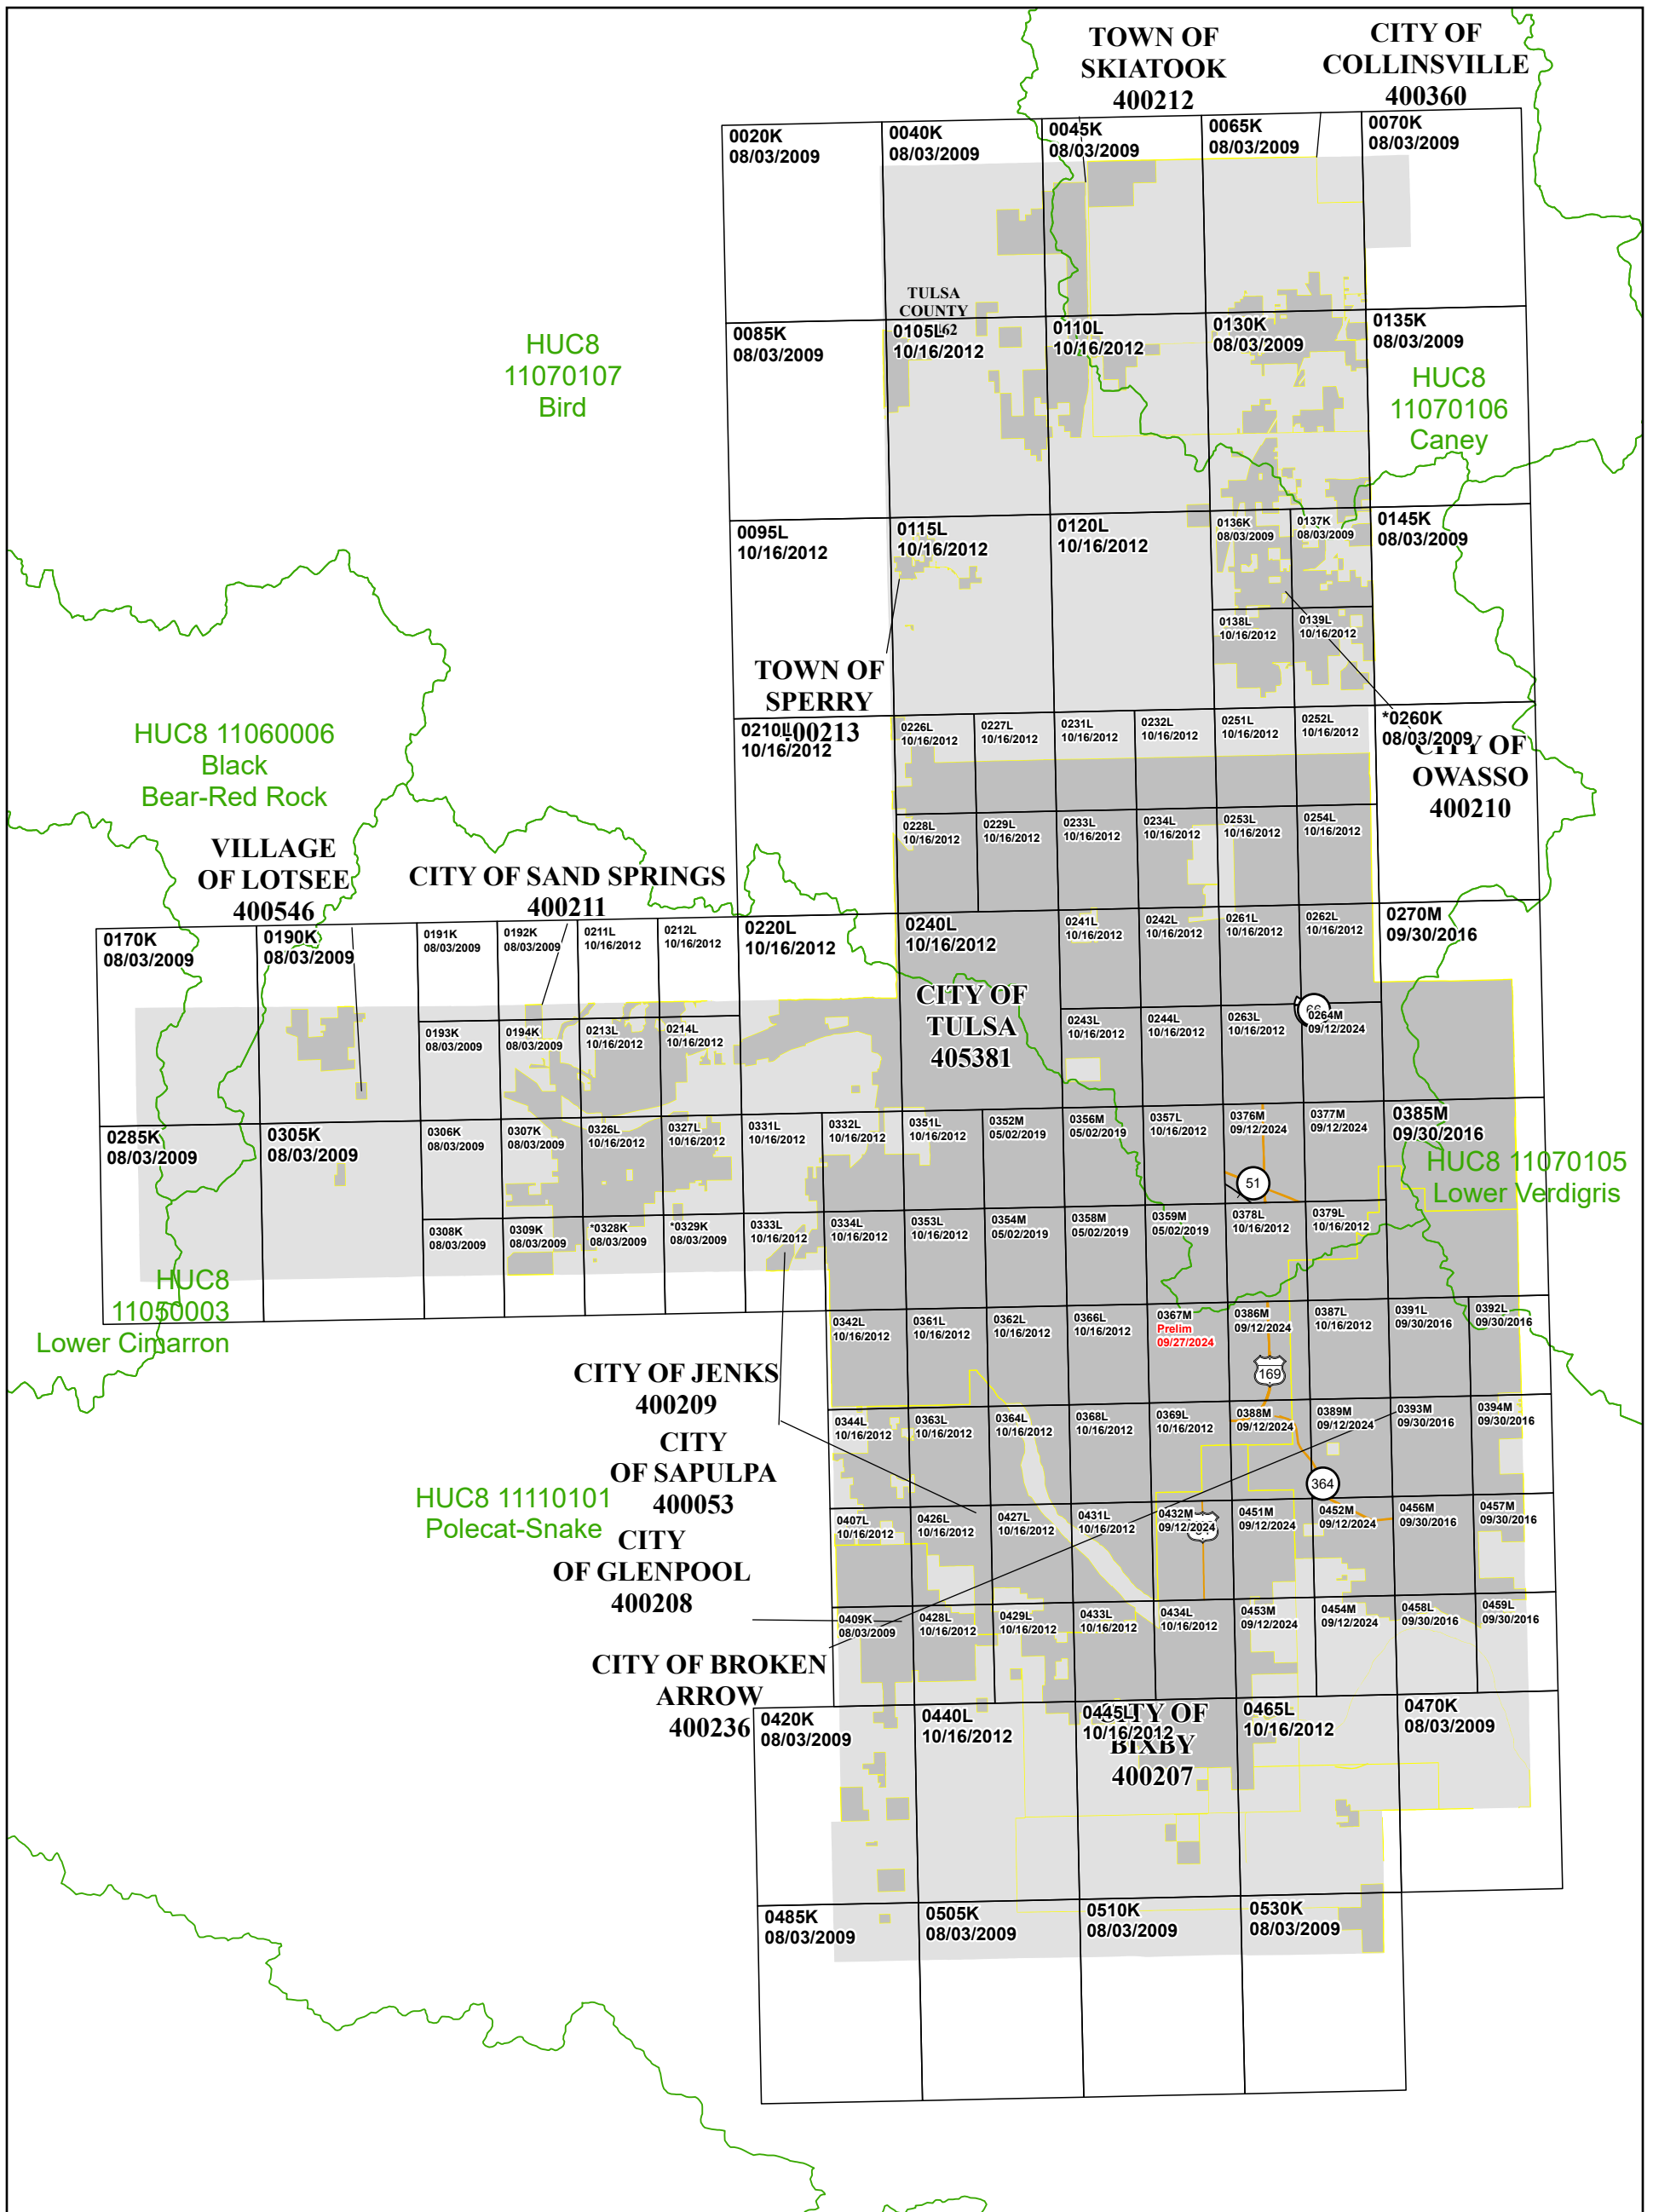 TOWN OF
SKIATOOK
400212
CITY OF
COLLINSVILLE
400360
0020K
08/03/2009
0040K
08/03/2009
0045K
08/03/2009
0065K
08/03/2009
0070K
08/03/2009
TULSA
COUNTY
462
HUC8
11070107
Bird
0085K
08/03/2009
0105L
10/16/2012
0110L
10/16/2012
0130K
08/03/2009
0135K
08/03/2009
HUC8
11070106
Caney
0095L
10/16/2012
0115L
10/16/2012
0120L
10/16/2012
0136K
08/03/2009
0137K
08/03/2009
0145K
08/03/2009
0138L
10/16/2012
0139L
10/16/2012
TOWN OF
SPERRY
400213
0210L
10/16/2012
0226L
10/16/2012
0227L
10/16/2012
0231L
10/16/2012
0232L
10/16/2012
0251L
10/16/2012
0252L
10/16/2012
*0260K
08/03/2009
CITY OF
OWASSO
400210
HUC8 11060006
Black
Bear-Red Rock
0228L
10/16/2012
0229L
10/16/2012
0233L
10/16/2012
0234L
10/16/2012
0253L
10/16/2012
0254L
10/16/2012
VILLAGE
OF LOTSEE
400546
CITY OF SAND SPRINGS
400211
0170K
08/03/2009
0190K
08/03/2009
0191K
08/03/2009
0192K
08/03/2009
0211L
10/16/2012
0212L
10/16/2012
0220L
10/16/2012
0240L
10/16/2012
0241L
10/16/2012
0242L
10/16/2012
0261L
10/16/2012
0262L
10/16/2012
0270M
09/30/2016
CITY OF
TULSA
405381
0193K
08/03/2009
0194K
08/03/2009
0213L
10/16/2012
0214L
10/16/2012
0243L
10/16/2012
0244L
10/16/2012
0263L
10/16/2012
66
0264M
09/12/2024
0285K
08/03/2009
0305K
08/03/2009
0306K
08/03/2009
0307K
08/03/2009
0326L
10/16/2012
0327L
10/16/2012
0331L
10/16/2012
0332L
10/16/2012
0351L
10/16/2012
0352M
05/02/2019
0356M
05/02/2019
0357L
10/16/2012
0376M
09/12/2024
0377M
09/12/2024
0385M
09/30/2016
HUC8 11070105
Lower Verdigris
51
0308K
08/03/2009
0309K
08/03/2009
*0328K
08/03/2009
*0329K
08/03/2009
0333L
10/16/2012
0334L
10/16/2012
0353L
10/16/2012
0354M
05/02/2019
0358M
05/02/2019
0359M
05/02/2019
0378L
10/16/2012
0379L
10/16/2012
HUC8
11050003
Lower Cimarron
0342L
10/16/2012
0361L
10/16/2012
0362L
10/16/2012
0366L
10/16/2012
0367M
Prelim
09/27/2024
0386M
09/12/2024
0387L
10/16/2012
0391L
09/30/2016
0392L
09/30/2016
169
CITY OF JENKS
400209
0344L
10/16/2012
0363L
10/16/2012
0364L
10/16/2012
0368L
10/16/2012
0369L
10/16/2012
0388M
09/12/2024
0389M
09/12/2024
0393M
09/30/2016
0394M
09/30/2016
CITY
OF SAPULPA
400053
364
HUC8 11110101
Polecat-Snake
0407L
10/16/2012
0426L
10/16/2012
0427L
10/16/2012
0431L
10/16/2012
0432M
09/12/2024
0451M
09/12/2024
0452M
09/12/2024
0456M
09/30/2016
0457M
09/30/2016
CITY
OF GLENPOOL
400208
0409K
08/03/2009
0428L
10/16/2012
0429L
10/16/2012
0433L
10/16/2012
0434L
10/16/2012
0453M
09/12/2024
0454M
09/12/2024
0458L
09/30/2016
0459L
09/30/2016
CITY OF BROKEN
ARROW
400236
0420K
08/03/2009
0440L
10/16/2012
0445L
10/16/2012
CITY OF
BIXBY
400207
0465L
10/16/2012
0470K
08/03/2009
0485K
08/03/2009
0505K
08/03/2009
0510K
08/03/2009
0530K
08/03/2009